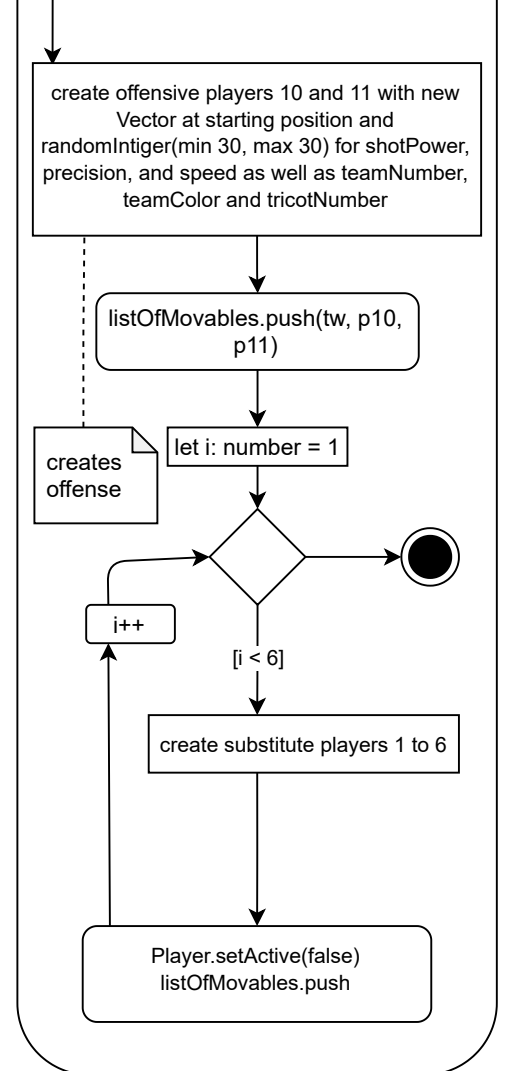 create offensive players 10 and 11 with new
Vector at starting position and
randomIntiger(min 30, max 30) for shotPower,
precision, and speed as well as teamNumber,
teamColor and tricotNumber
listOfMovables.push(tw, p10,
p11)
let i: number = 1
creates
offense
i++
[i < 6]
create substitute players 1 to 6
Player.setActive(false)
listOfMovables.push